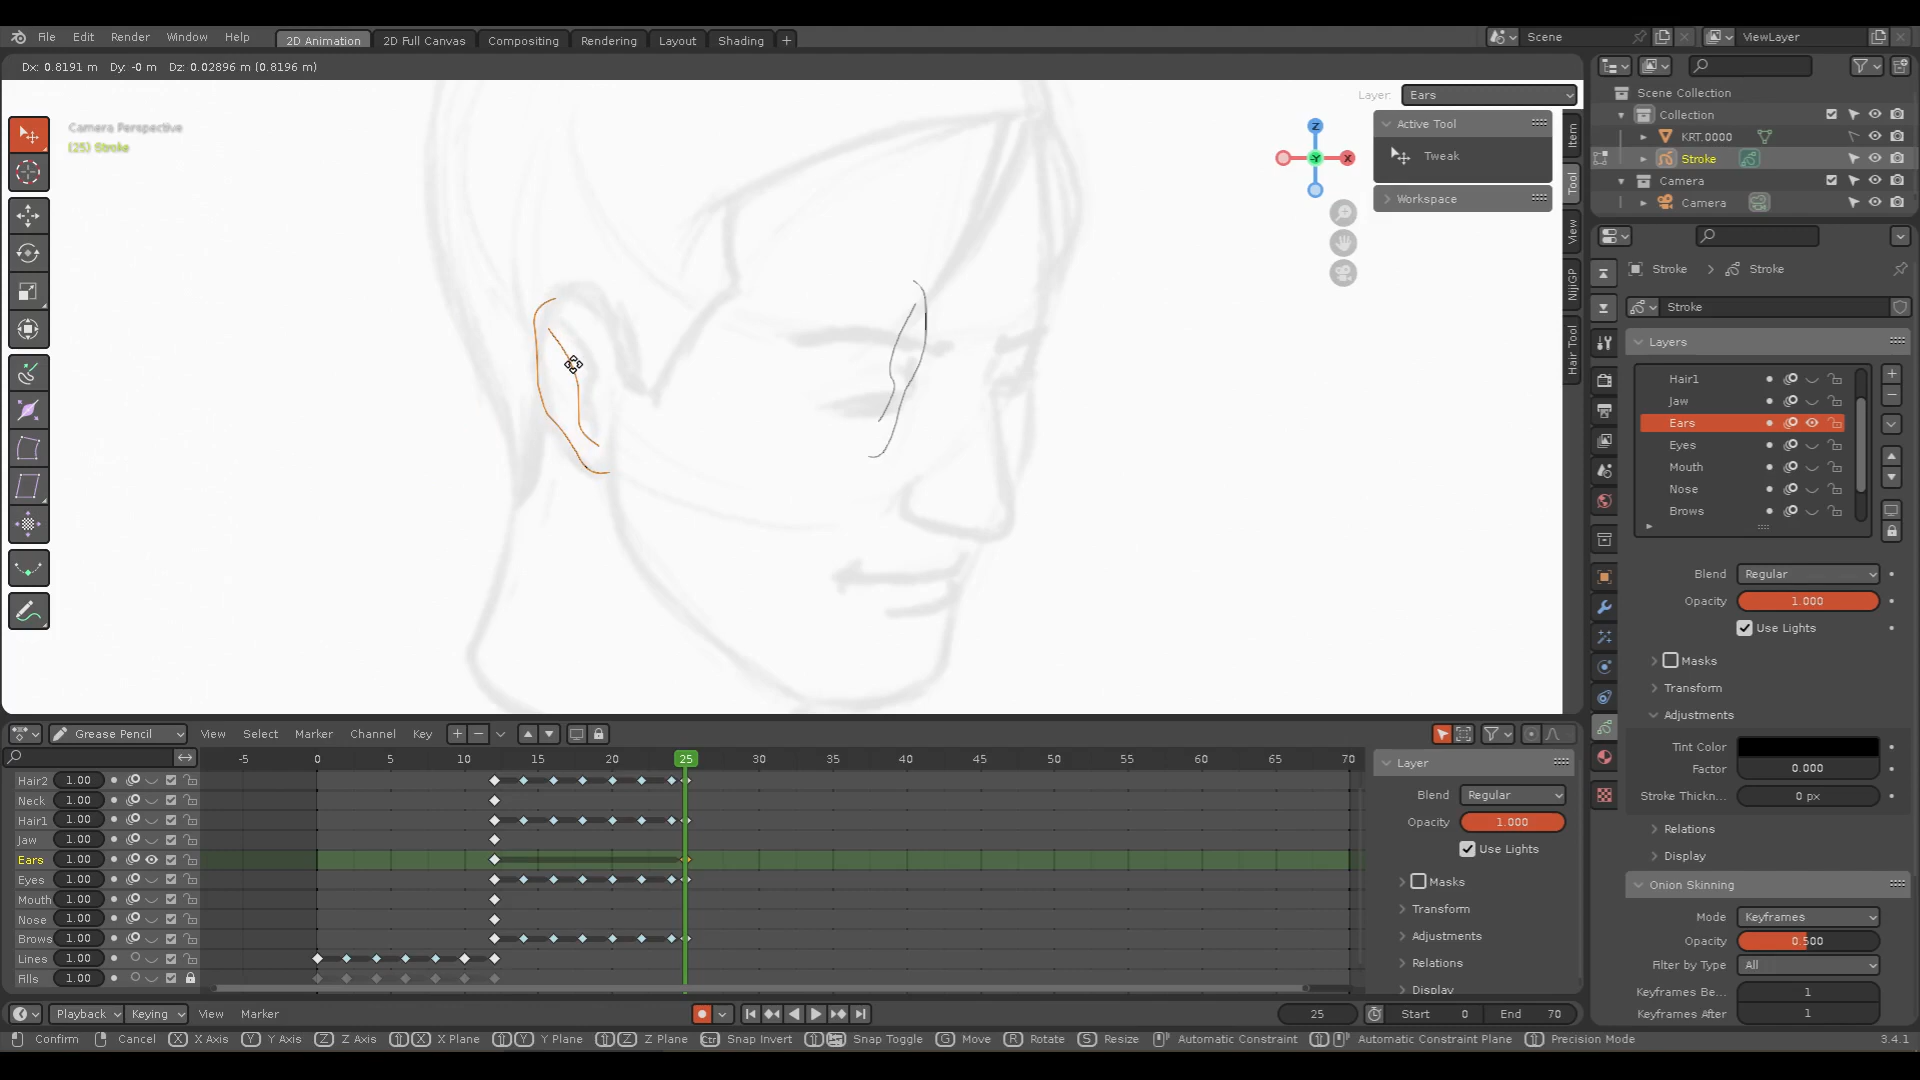 File Edit Render Window Help 2D Animation 2D Full Canvas Compositing Rendering Layout Shading + Scene ViewLayer
Dx: 0.8191 m Dy: -0 m Dz: 0.02896 m (0.8196 m)
Camera Perspective
(25) Stroke
Layer: Ears
Active Tool
Tweak
Workspace
Z
-Y
X
Item
Tool
View
NijiGP
Hair Tool
Scene Collection
Collection
KRT.0000
Stroke
Camera
Camera
Stroke > Stroke
Stroke
Layers
Hair1
Jaw
Ears
Eyes
Mouth
Nose
Brows
Blend Regular
Opacity 1.000
Use Lights
Masks
Transform
Adjustments
Tint Color
Factor 0.000
Stroke Thickn... 0 px
Relations
Display
Onion Skinning
Mode Keyframes
Opacity 0.500
Filter by Type All
Keyframes Be... 1
Keyframes After 1
Grease Pencil View Select Marker Channel Key
-5 0 5 10 15 20 25 30 35 40 45 50 55 60 65 70
Hair2 1.00
Neck 1.00
Hair1 1.00
Jaw 1.00
Ears 1.00
Eyes 1.00
Mouth 1.00
Nose 1.00
Brows 1.00
Lines 1.00
Fills 1.00
Layer
Blend Regular
Opacity 1.000
Use Lights
Masks
Transform
Adjustments
Relations
Display
Playback Keying View Marker 25 Start 0 End 70
Confirm Cancel X X Axis Y Y Axis Z Z Axis X X Plane Y Y Plane Z Z Plane Ctrl Snap Invert Snap Toggle G Move R Rotate S Resize Automatic Constraint Automatic Constraint Plane Precision Mode 3.4.1